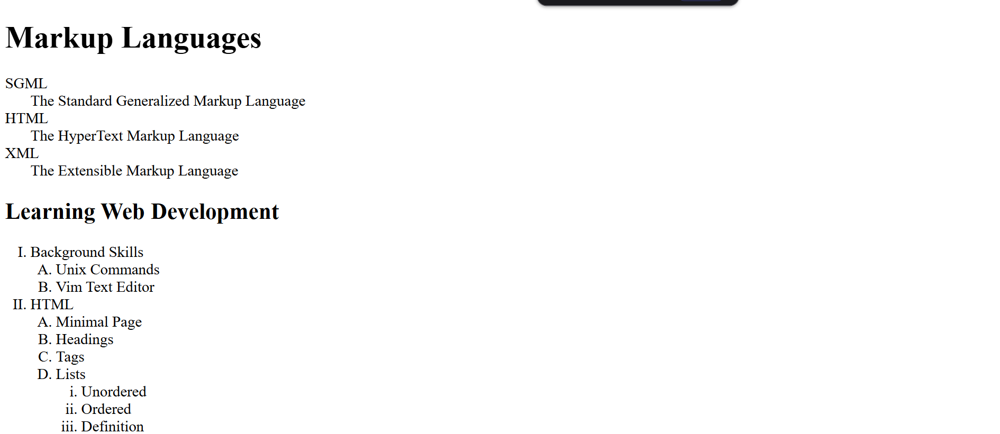 Markup Languages
SGML
The Standard Generalized Markup Language
HTML
The HyperText Markup Language
XML
The Extensible Markup Language
Learning Web Development
I. Background Skills
A. Unix Commands
B. Vim Text Editor
II. HTML
A. Minimal Page
B. Headings
C. Tags
D. Lists
i. Unordered
ii. Ordered
iii. Definition